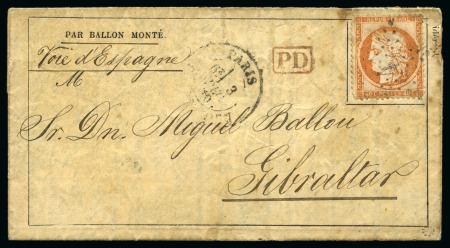 PAR BALLON MONTÉ.
Voie d'Espagne
M
PARIS
PD
Sr. Dn. Miguel Ballou
Gibraltar